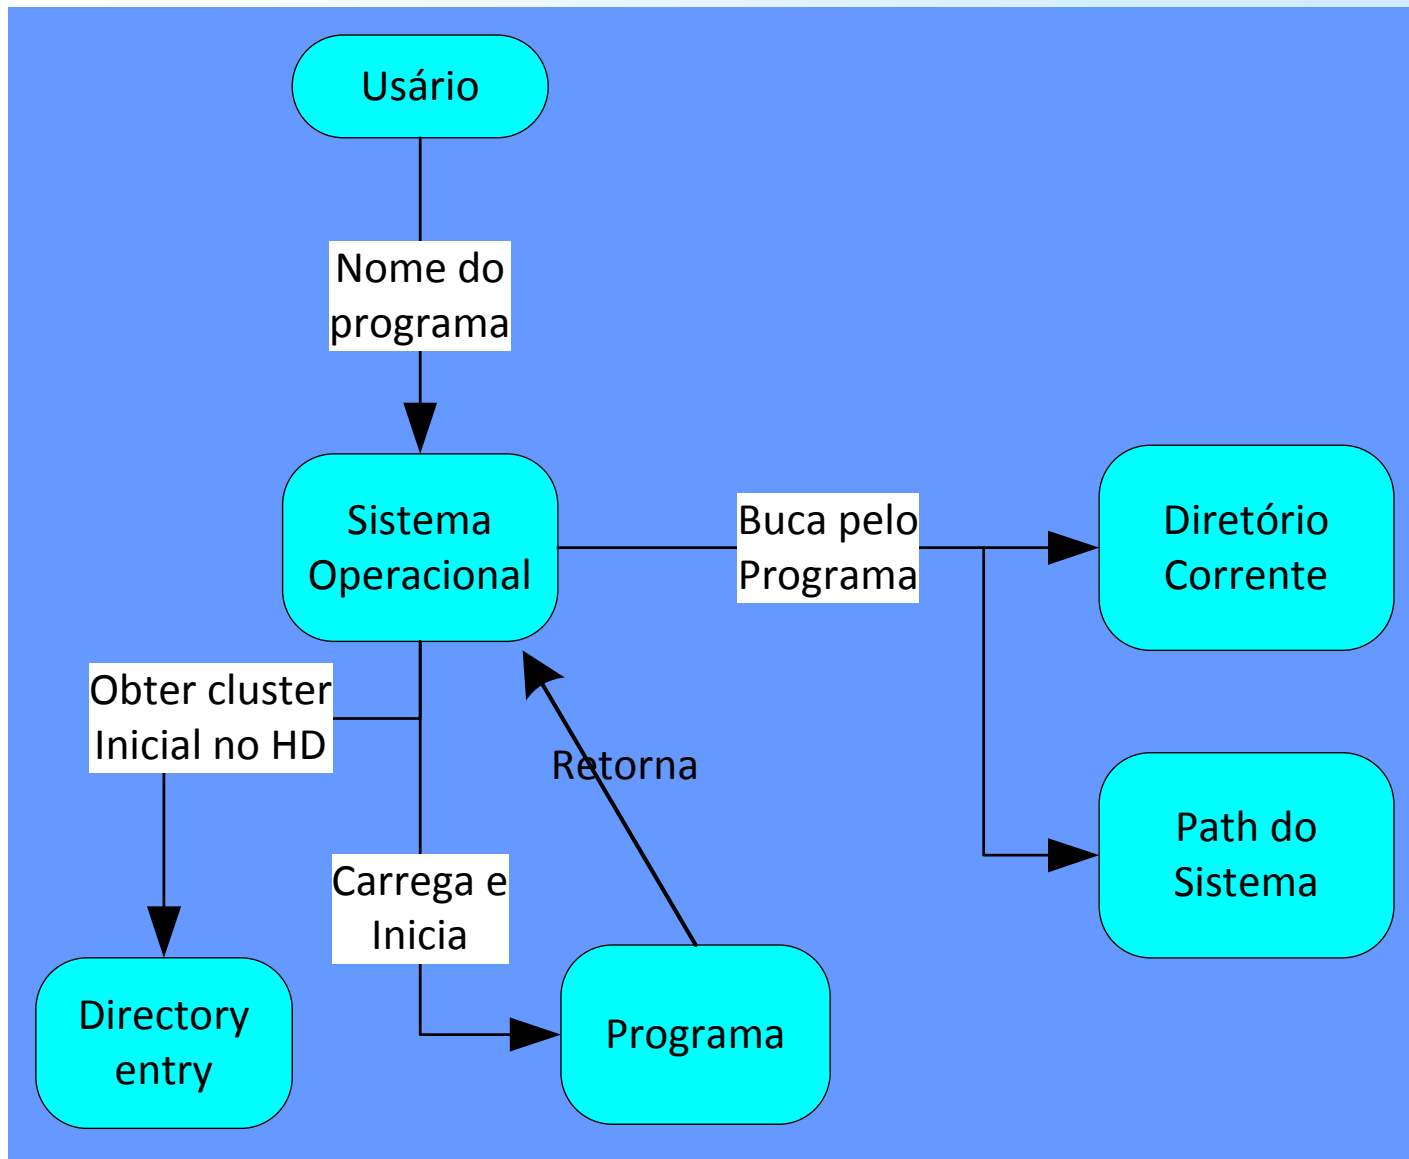 Usário
Nome do
programa
Sistema
Operacional
Buca pelo
Programa
Diretório
Corrente
Obter cluster
Inicial no HD
Retorna
Path do
Sistema
Carrega e
Inicia
Directory
entry
Programa